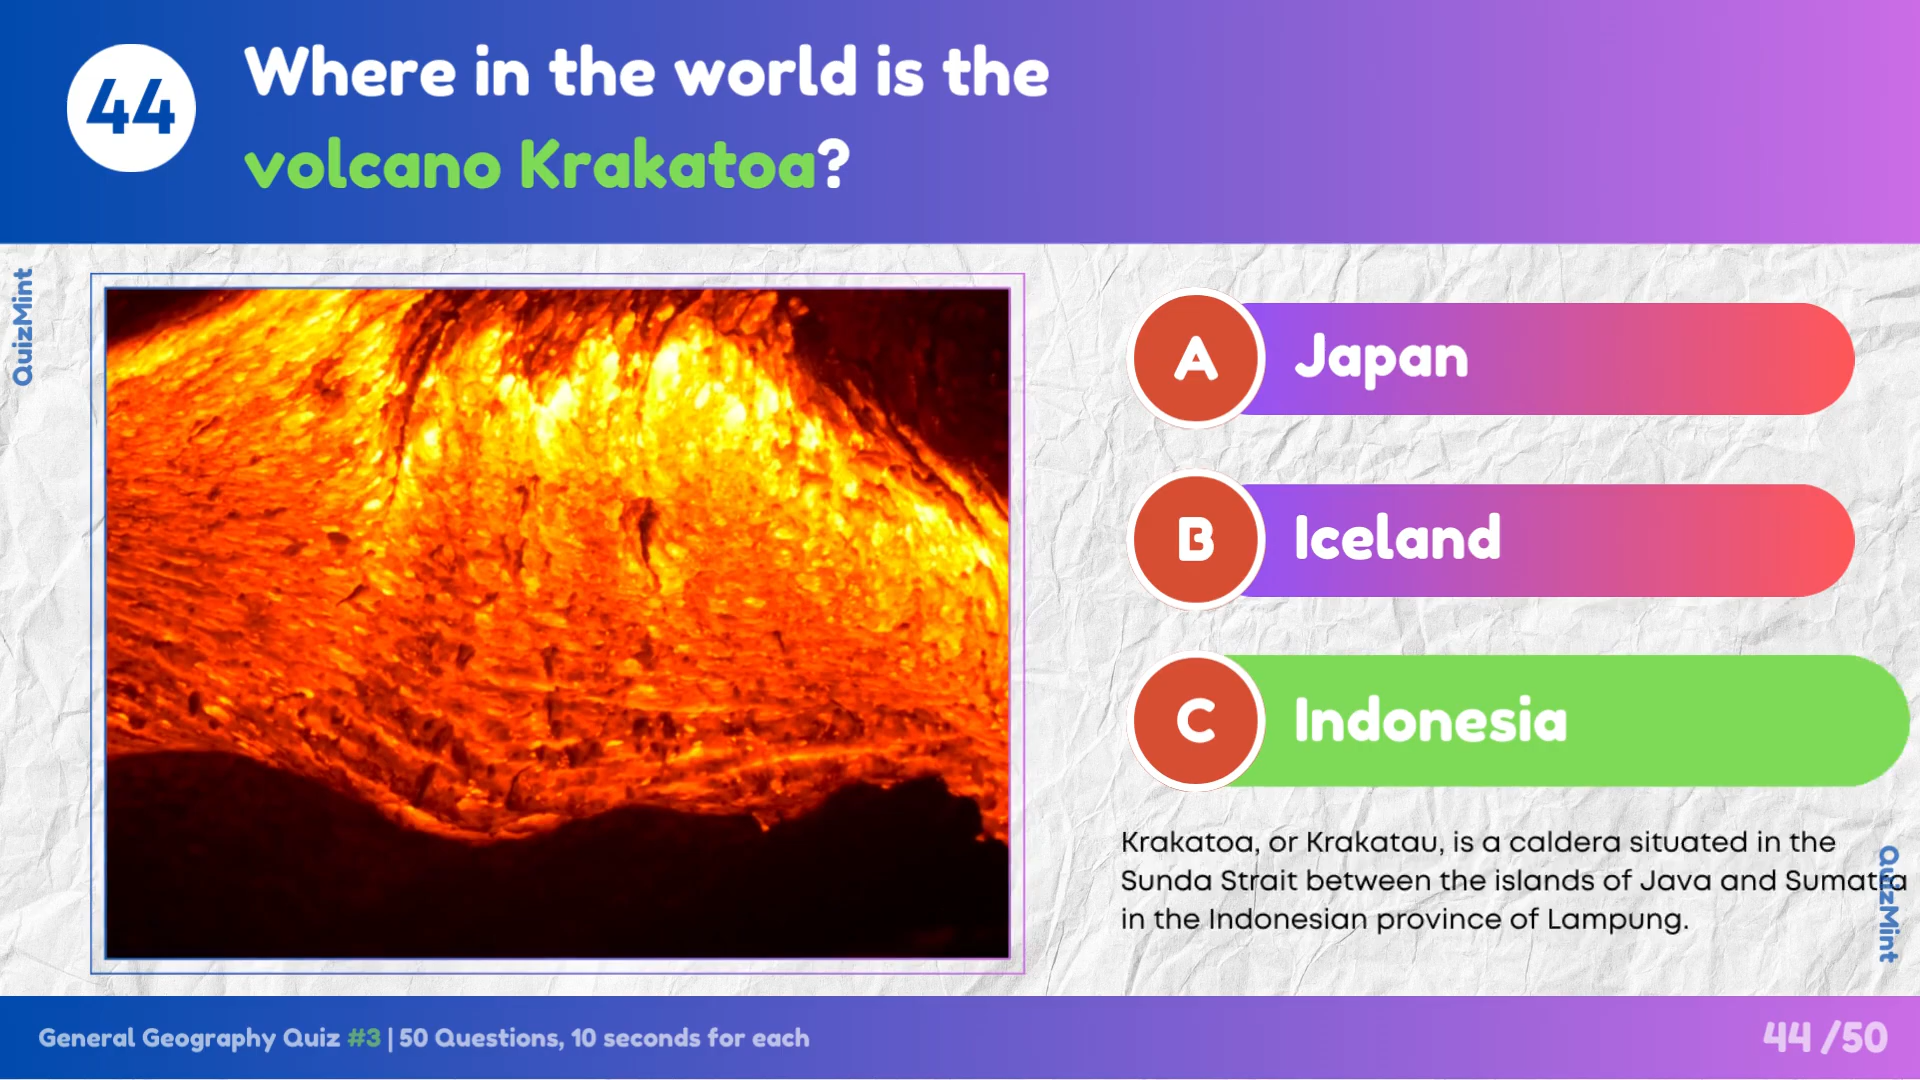 44
Where in the world is the
volcano Krakatoa?
QuizMint
A Japan
B Iceland
C Indonesia
Krakatoa, or Krakatau, is a caldera situated in the
Sunda Strait between the islands of Java and Sumatra
in the Indonesian province of Lampung.
QuizMint
General Geography Quiz #3 | 50 Questions, 10 seconds for each
44 /50